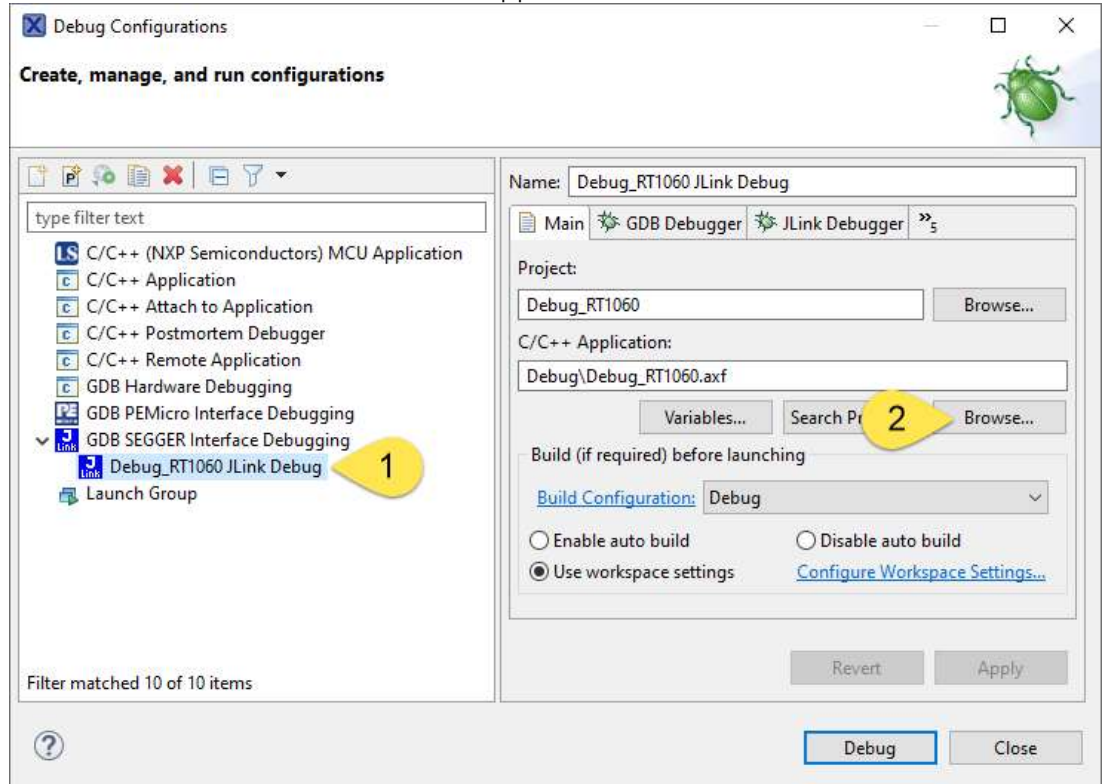 Debug Configurations
Create, manage, and run configurations
type filter text
C/C++ (NXP Semiconductors) MCU Application
C/C++ Application
C/C++ Attach to Application
C/C++ Postmortem Debugger
C/C++ Remote Application
GDB Hardware Debugging
GDB PEMicro Interface Debugging
GDB SEGGER Interface Debugging
Debug_RT1060 JLink Debug
1
Launch Group
Filter matched 10 of 10 items
Name: Debug_RT1060 JLink Debug
Main GDB Debugger JLink Debugger »5
Project:
Debug_RT1060 Browse...
C/C++ Application:
Debug\Debug_RT1060.axf
Variables... Search 2 Browse...
Build (if required) before launching
Build Configuration: Debug
Enable auto build Disable auto build
Use workspace settings Configure Workspace Settings...
Revert Apply
Debug Close